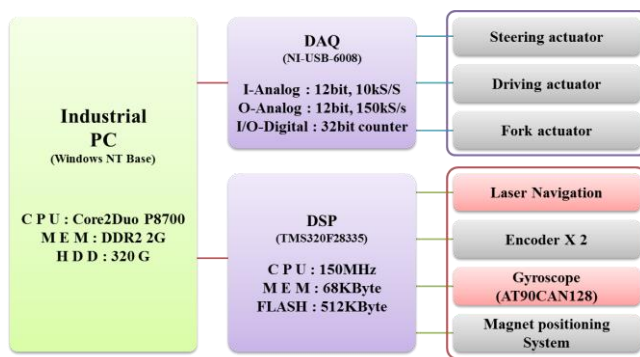 Industrial
PC
(Windows NT Base)
C P U : Core2Duo P8700
M E M : DDR2 2G
H D D : 320 G
DAQ
(NI-USB-6008)
I-Analog : 12bit, 10kS/S
O-Analog : 12bit, 150kS/s
I/O-Digital : 32bit counter
DSP
(TMS320F28335)
C P U : 150MHz
M E M : 68KByte
FLASH : 512KByte
Steering actuator
Driving actuator
Fork actuator
Laser Navigation
Encoder X 2
Gyroscope
(AT90CAN128)
Magnet positioning
System